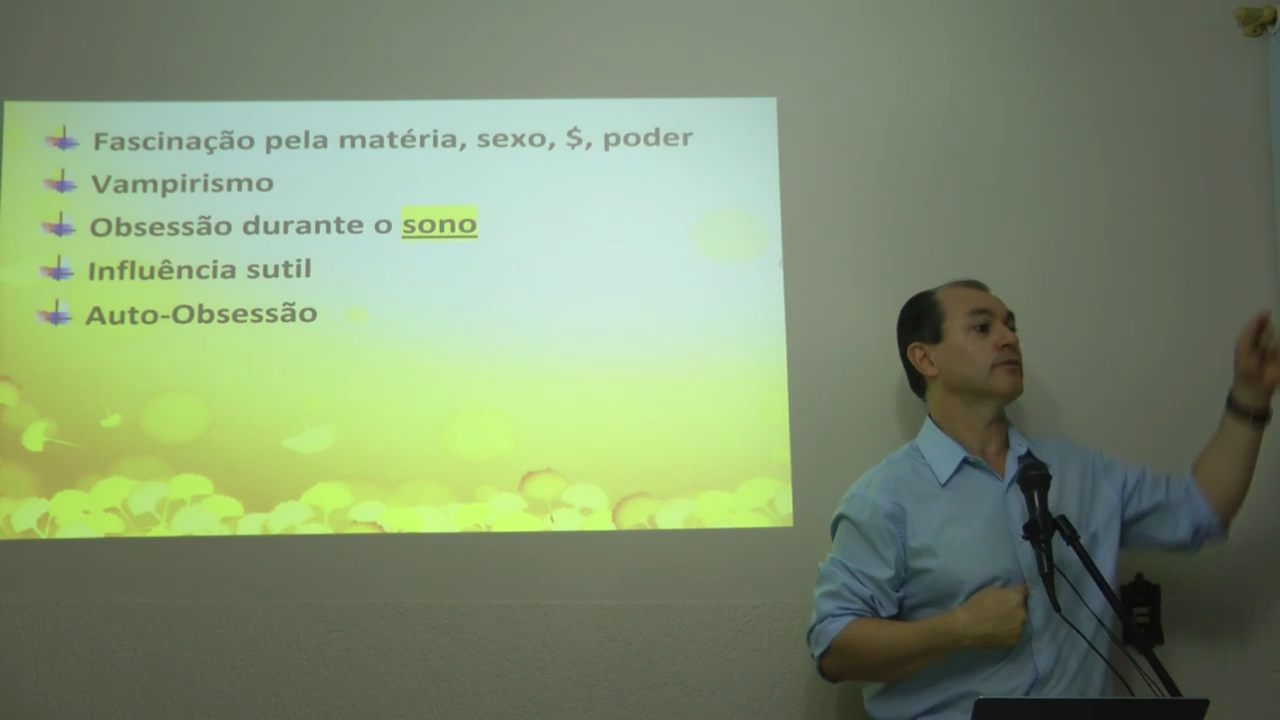 Fascinação pela matéria, sexo, $, poder
Vampirismo
Obsessão durante o sono
Influência sutil
Auto-Obsessão